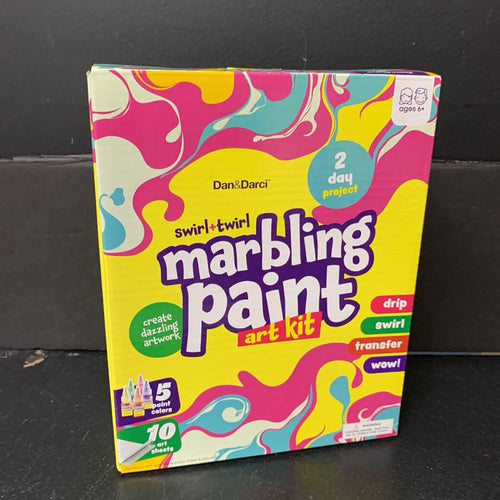 ages 6+
2
day
project
Dan&Darci
swirl+twirl
marbling
paint
art kit
create
dazzling
artwork
drip
swirl
transfer
wow!
5
paint
colors
10
art
sheets
WARNING: